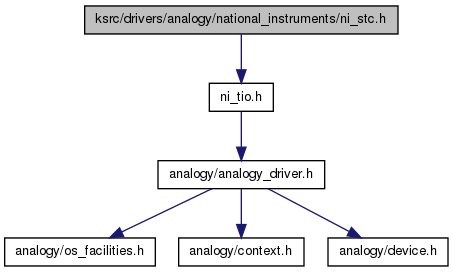 ksrc/drivers/analogy/national_instruments/ni_stc.h
ni_tio.h
analogy/analogy_driver.h
analogy/os_facilities.h
analogy/context.h
analogy/device.h